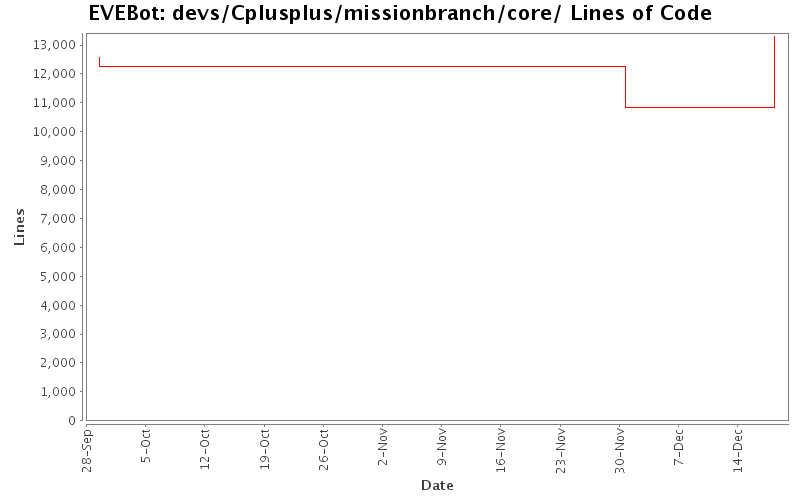 EVEBot: devs/Cplusplus/missionbranch/core/ Lines of Code
13,000
12,000
11,000
10,000
9,000
8,000
7,000
6,000
5,000
4,000
3,000
2,000
1,000
0
Lines
28-Sep
5-Oct
12-Oct
19-Oct
26-Oct
2-Nov
9-Nov
16-Nov
23-Nov
30-Nov
7-Dec
14-Dec
Date